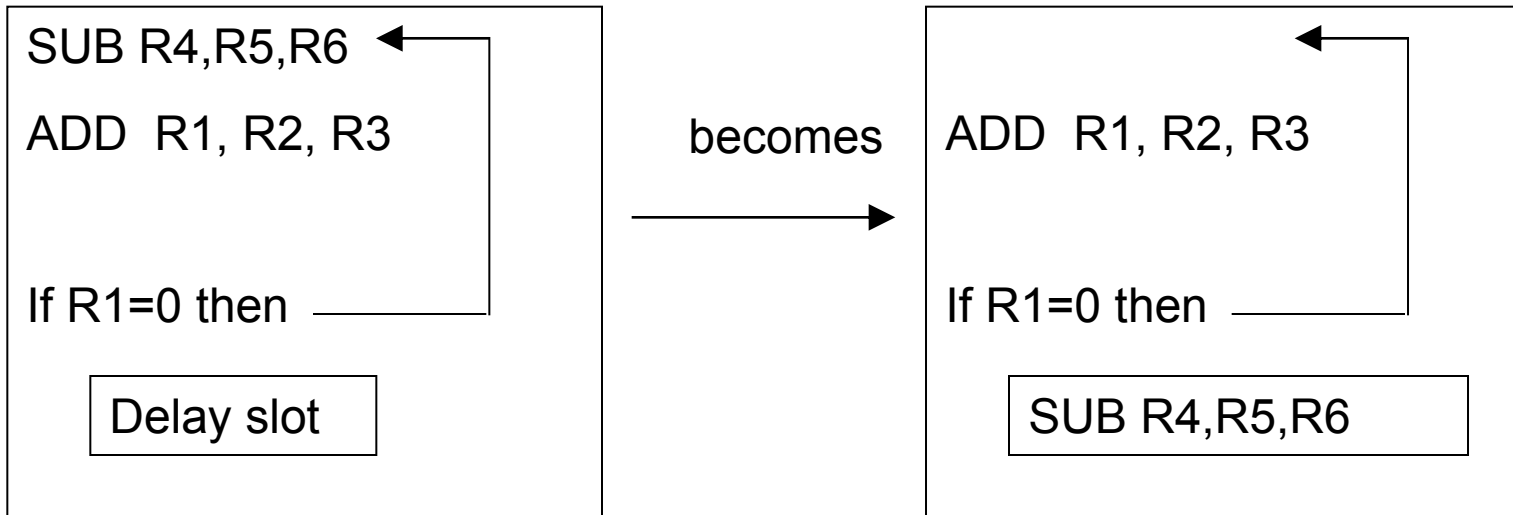 SUB R4,R5,R6
ADD R1, R2, R3
If R1=0 then
Delay slot
becomes
ADD R1, R2, R3
If R1=0 then
SUB R4,R5,R6